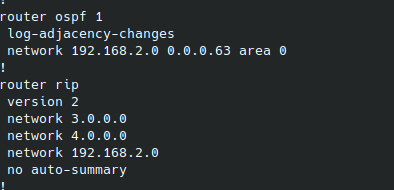 !
router ospf 1
 log-adjacency-changes
 network 192.168.2.0 0.0.0.63 area 0
!
router rip
 version 2
 network 3.0.0.0
 network 4.0.0.0
 network 192.168.2.0
 no auto-summary
!